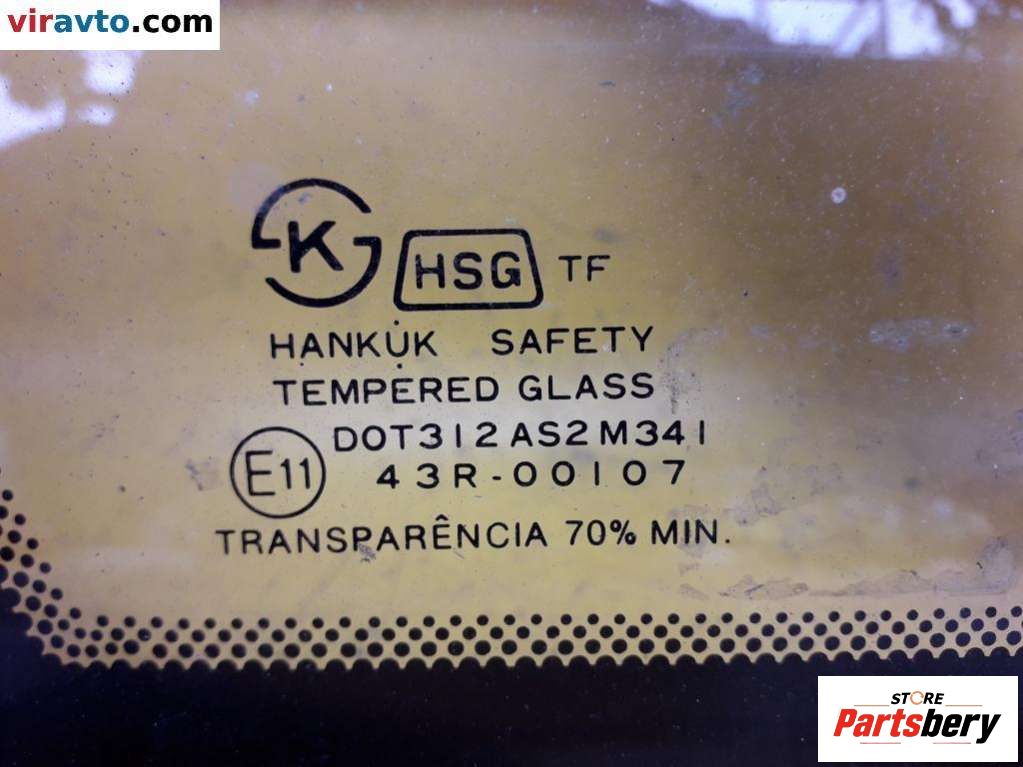 viravto.com
K HSG TF
HANKUK SAFETY
TEMPERED GLASS
DOT312AS2M341
E11 43R-00107
TRANSPARÊNCIA 70% MIN.
STORE
Partsbery